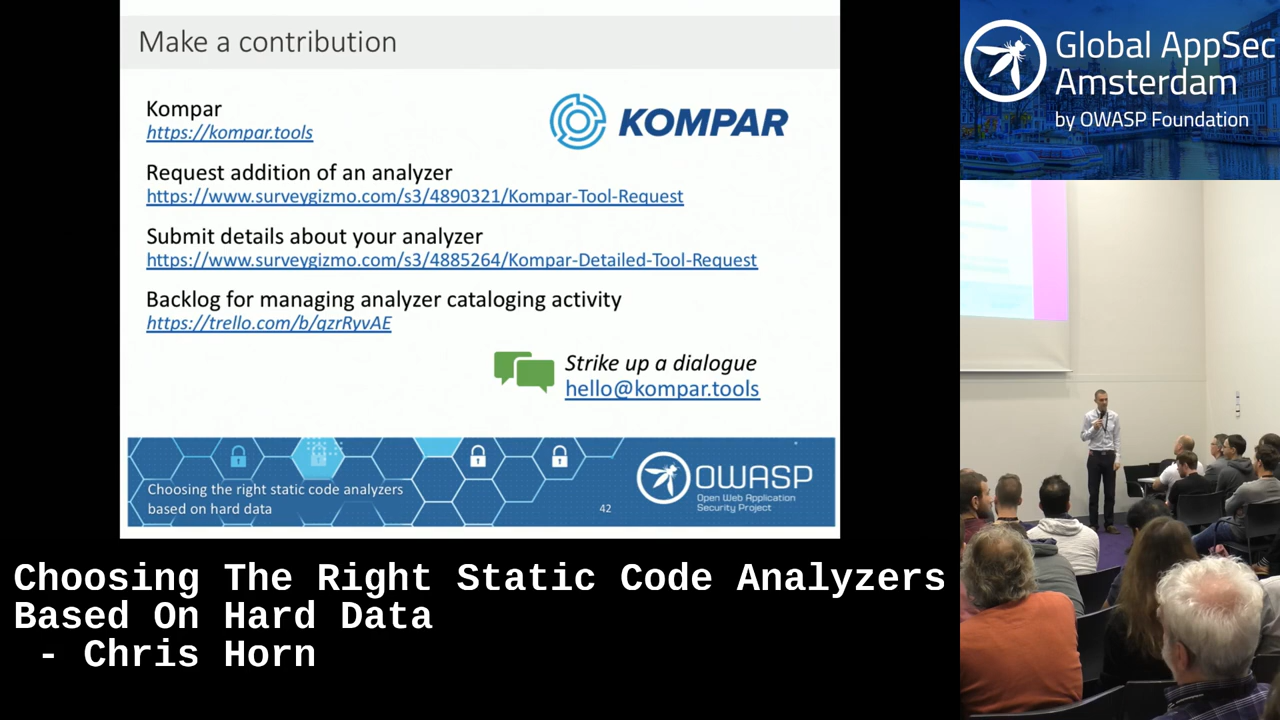 Make a contribution
Kompar
https://kompar.tools
KOMPAR
Request addition of an analyzer
https://www.surveygizmo.com/s3/4890321/Kompar-Tool-Request
Submit details about your analyzer
https://www.surveygizmo.com/s3/4885264/Kompar-Detailed-Tool-Request
Backlog for managing analyzer cataloging activity
https://trello.com/b/qzrRyvAE
Strike up a dialogue
hello@kompar.tools
Choosing the right static code analyzers
based on hard data
42
OWASP
Open Web Application
Security Project
Global AppSec
Amsterdam
by OWASP Foundation
Choosing The Right Static Code Analyzers
Based On Hard Data
- Chris Horn